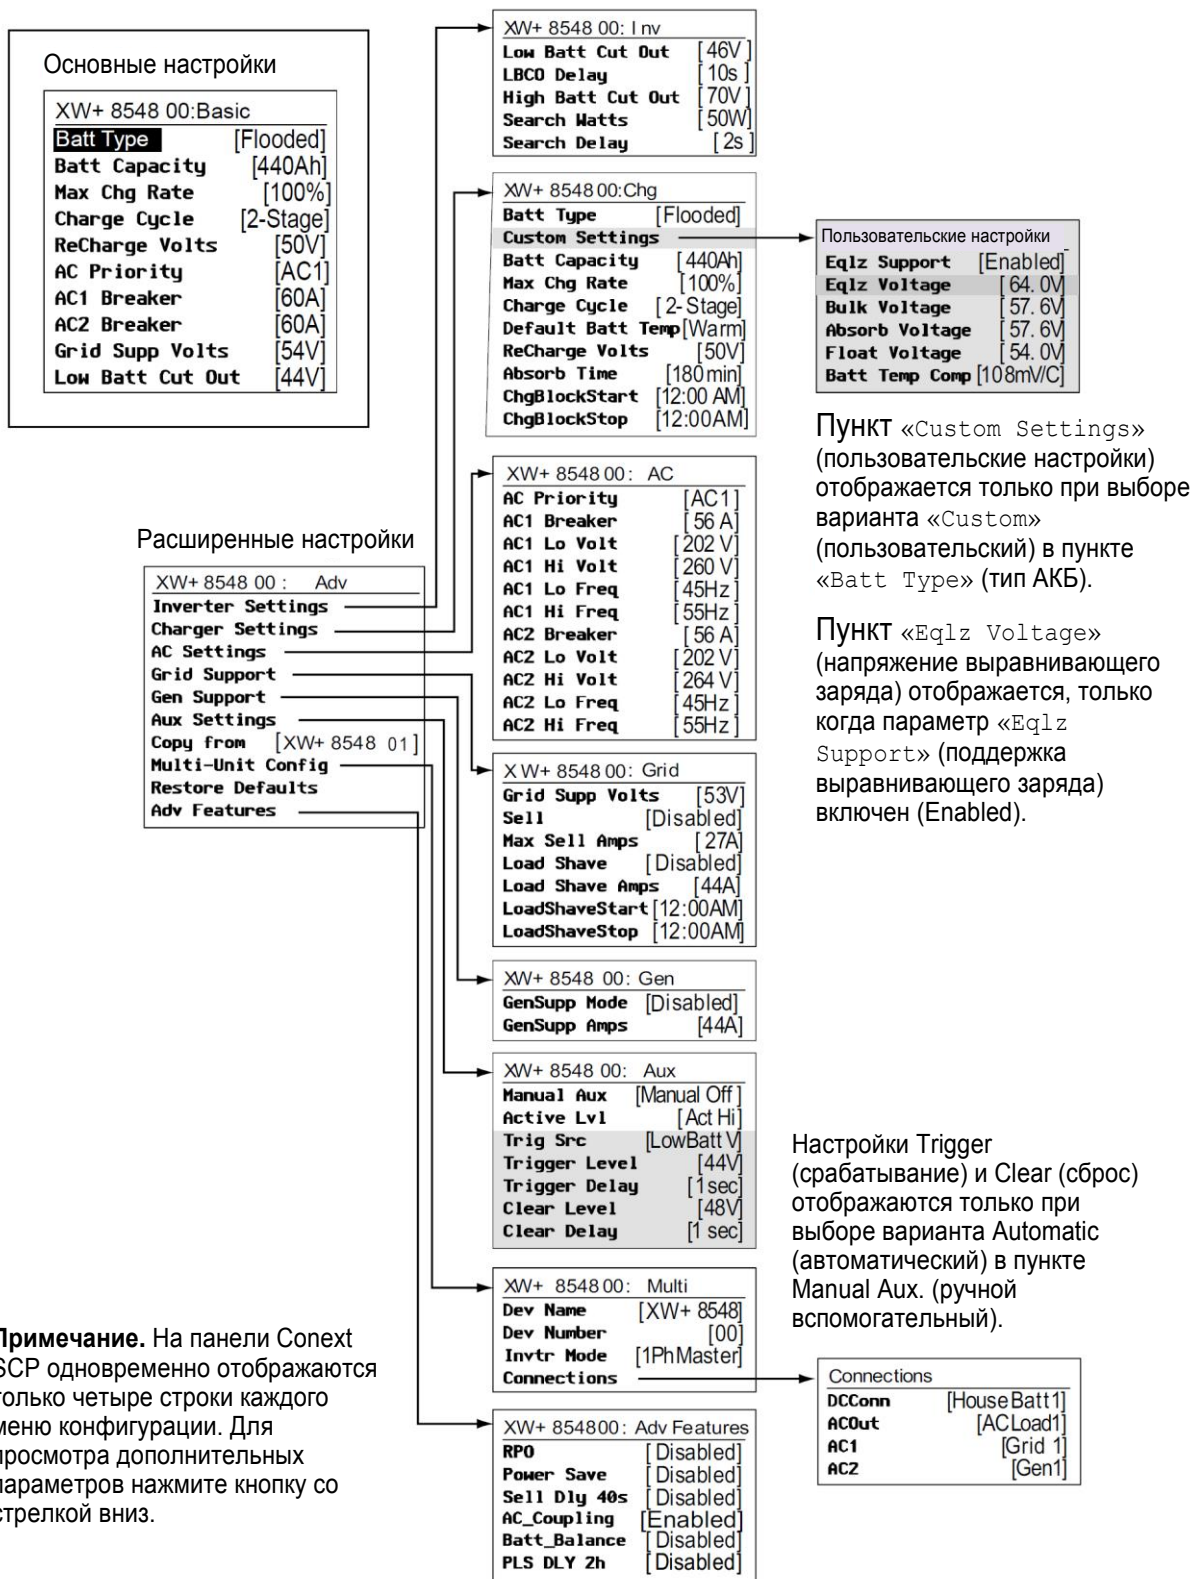 Основные настройки
XW+ 8548 00:Basic
Batt Type [Flooded]
Batt Capacity [440Ah]
Max Chg Rate [100%]
Charge Cycle [2-Stage]
ReCharge Volts [50V]
AC Priority [AC1]
AC1 Breaker [60A]
AC2 Breaker [60A]
Grid Supp Volts [54V]
Low Batt Cut Out [44V]
Расширенные настройки
XW+ 8548 00 : Adv
Inverter Settings
Charger Settings
AC Settings
Grid Support
Gen Support
Aux Settings
Copy from [XW+ 8548 01]
Multi-Unit Config
Restore Defaults
Adv Features
XW+ 8548 00: Inv
Low Batt Cut Out [46V]
LBCO Delay [10s]
High Batt Cut Out [70V]
Search Watts [50W]
Search Delay [2s]
XW+ 8548 00:Chg
Batt Type [Flooded]
Custom Settings
Batt Capacity [440Ah]
Max Chg Rate [100%]
Charge Cycle [2-Stage]
Default Batt Temp[Warm]
ReCharge Volts [50V]
Absorb Time [180min]
ChgBlockStart [12:00 AM]
ChgBlockStop [12:00AM]
Пользовательские настройки
Eqlz Support [Enabled]
Eqlz Voltage [64.0V]
Bulk Voltage [57.6V]
Absorb Voltage [57.6V]
Float Voltage [54.0V]
Batt Temp Comp [108mV/C]
Пункт «Custom Settings»
(пользовательские настройки)
отображается только при выборе
варианта «Custom»
(пользовательский) в пункте
«Batt Type» (тип АКБ).
Пункт «Eqlz Voltage»
(напряжение выравнивающего
заряда) отображается, только
когда параметр «Eqlz
Support» (поддержка
выравнивающего заряда)
включен (Enabled).
XW+ 8548 00: AC
AC Priority [AC1]
AC1 Breaker [56 A]
AC1 Lo Volt [202 V]
AC1 Hi Volt [260 V]
AC1 Lo Freq [45Hz]
AC1 Hi Freq [55Hz]
AC2 Breaker [56 A]
AC2 Lo Volt [202 V]
AC2 Hi Volt [264 V]
AC2 Lo Freq [45Hz]
AC2 Hi Freq [55Hz]
XW+ 8548 00: Grid
Grid Supp Volts [53V]
Sell [Disabled]
Max Sell Amps [27A]
Load Shave [Disabled]
Load Shave Amps [44A]
LoadShaveStart [12:00AM]
LoadShaveStop [12:00AM]
XW+ 8548 00: Gen
GenSupp Mode [Disabled]
GenSupp Amps [44A]
XW+ 8548 00: Aux
Manual Aux [Manual Off]
Active Lvl [Act Hi]
Trig Src [LowBatt V]
Trigger Level [44V]
Trigger Delay [1sec]
Clear Level [48V]
Clear Delay [1 sec]
Настройки Trigger
(срабатывание) и Clear (сброс)
отображаются только при
выборе варианта Automatic
(автоматический) в пункте
Manual Aux. (ручной
вспомогательный).
XW+ 8548 00: Multi
Dev Name [XW+ 8548]
Dev Number [00]
Invtr Mode [1PhMaster]
Connections
Connections
DCConn [House Batt1]
ACOut [ACLoad1]
AC1 [Grid 1]
AC2 [Gen1]
XW+ 854800: Adv Features
RPO [Disabled]
Power Save [Disabled]
Sell Dly 40s [Disabled]
AC_Coupling [Enabled]
Batt_Balance [Disabled]
PLS DLY 2h [Disabled]
Примечание. На панели Conext
SCP одновременно отображаются
только четыре строки каждого
меню конфигурации. Для
просмотра дополнительных
параметров нажмите кнопку со
стрелкой вниз.